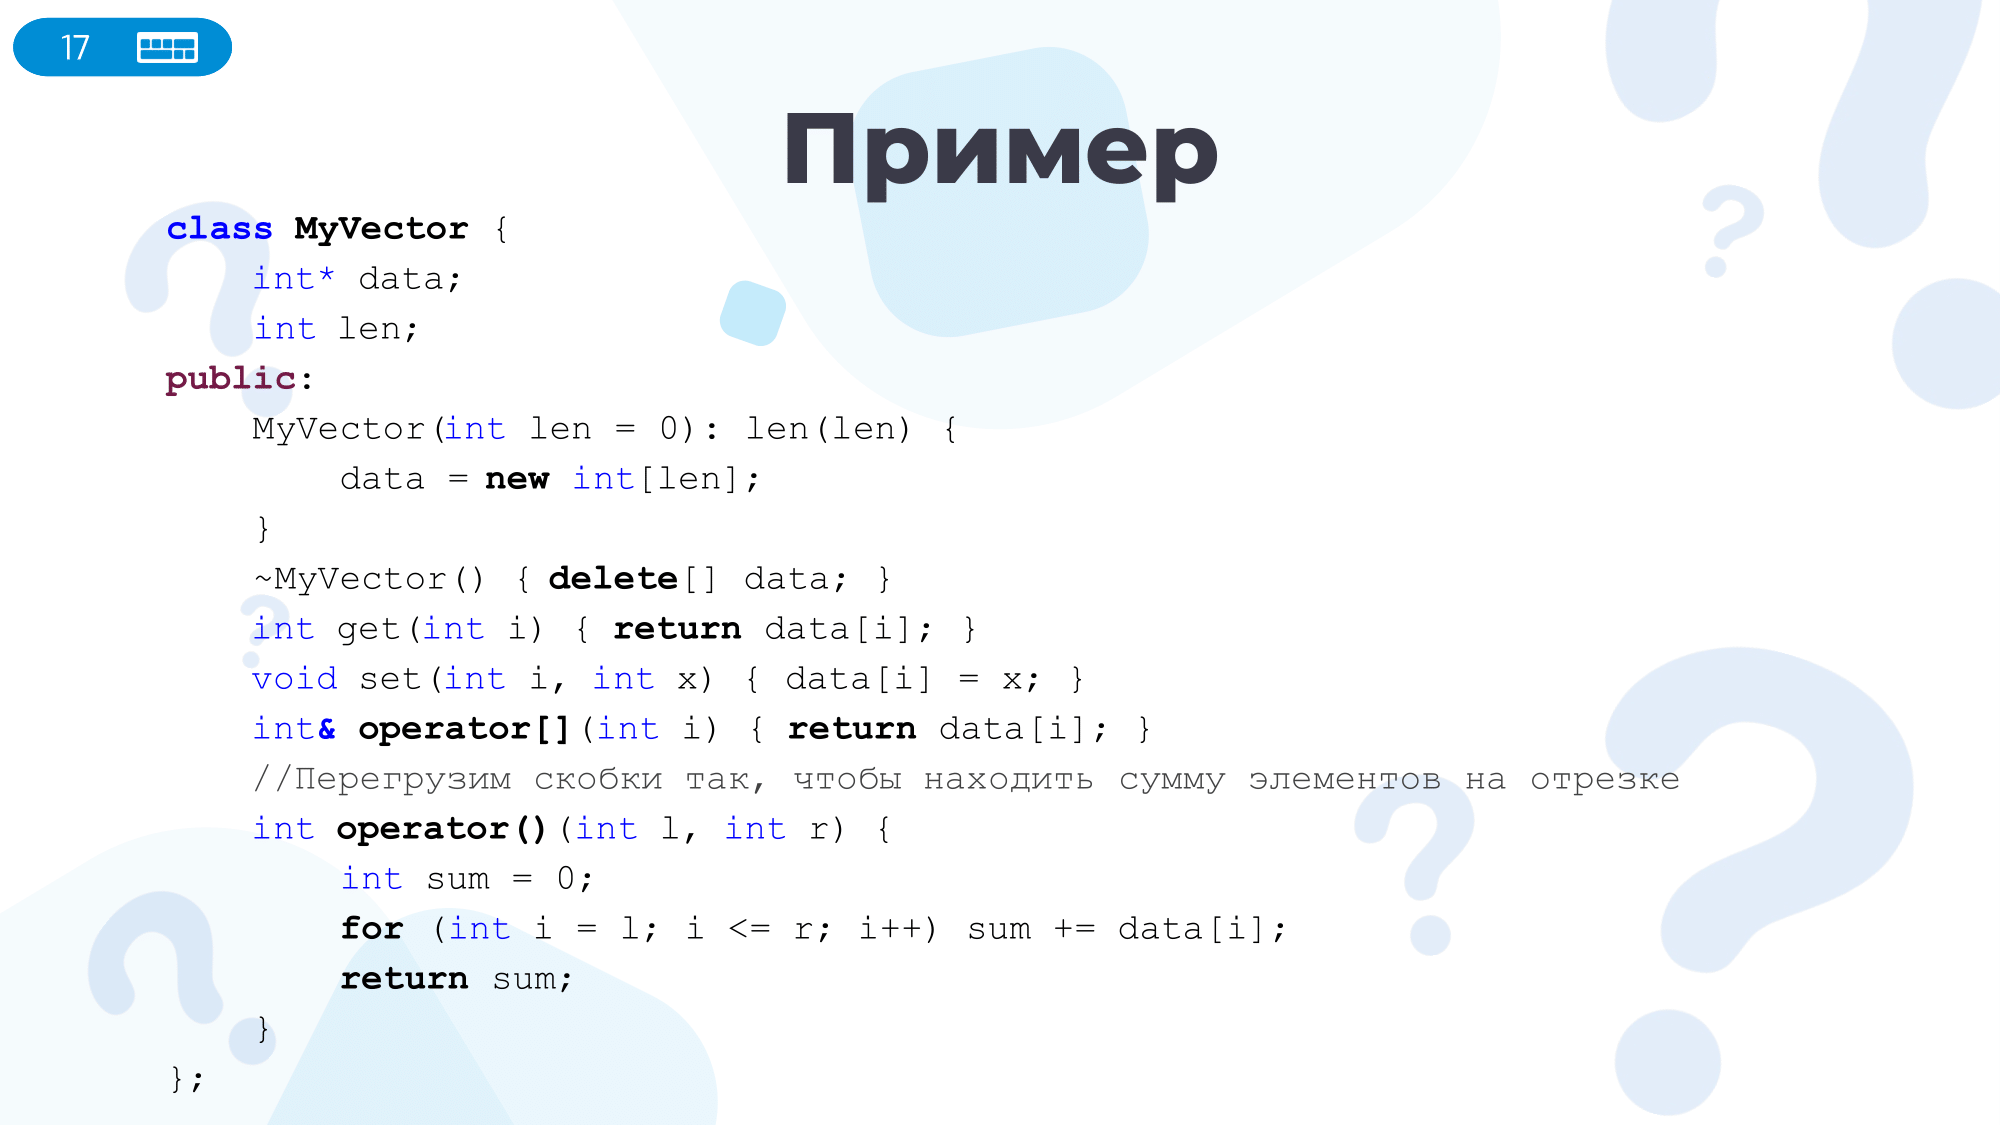 17
Пример
class MyVector {
    int* data;
    int len;
public:
    MyVector(int len = 0): len(len) {
        data = new int[len];
    }
    ~MyVector() { delete[] data; }
    int get(int i) { return data[i]; }
    void set(int i, int x) { data[i] = x; }
    int& operator[](int i) { return data[i]; }
    //Перегрузим скобки так, чтобы находить сумму элементов на отрезке
    int operator()(int l, int r) {
        int sum = 0;
        for (int i = l; i <= r; i++) sum += data[i];
        return sum;
    }
};